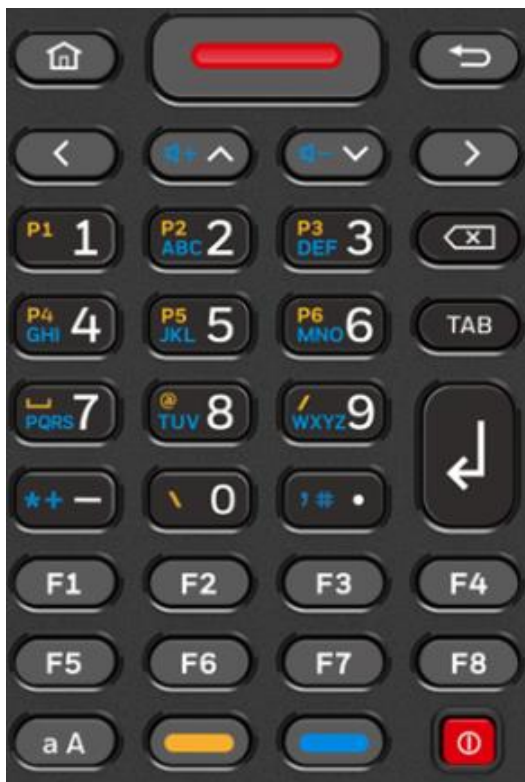 P1 1 P2 ABC 2 P3 DEF 3
P4 GHI 4 P5 JKL 5 P6 MNO 6 TAB
PQRS 7 @ TUV 8 / WXYZ 9
*+ – \ 0 ,# •
F1 F2 F3 F4
F5 F6 F7 F8
a A